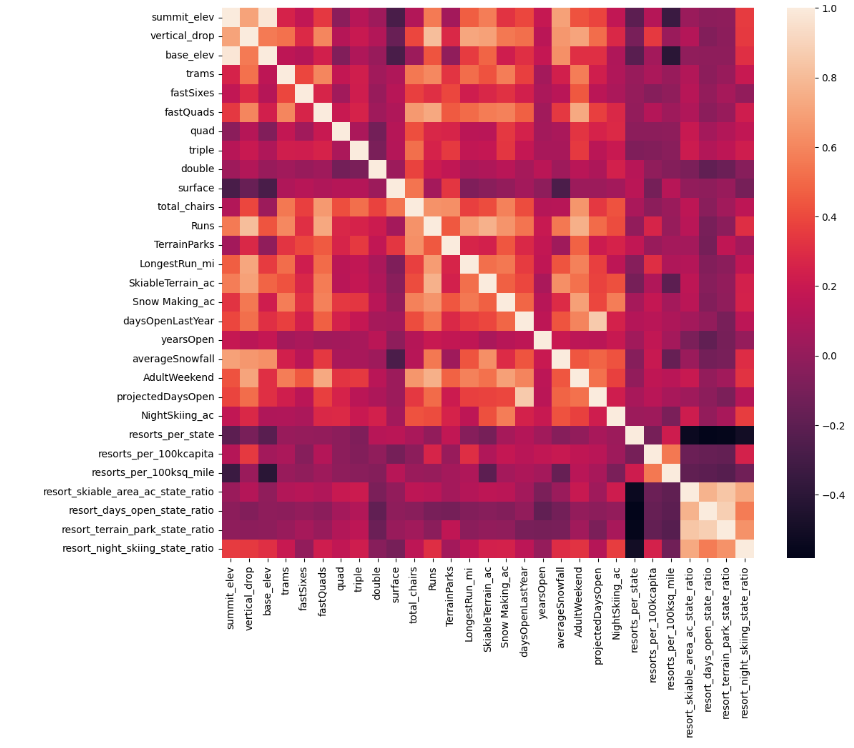 summit_elev
vertical_drop
base_elev
trams
fastSixes
fastQuads
quad
triple
double
surface
total_chairs
Runs
TerrainParks
LongestRun_mi
SkiableTerrain_ac
Snow Making_ac
daysOpenLastYear
yearsOpen
averageSnowfall
AdultWeekend
projectedDaysOpen
NightSkiing_ac
resorts_per_state
resorts_per_100kcapita
resorts_per_100ksq_mile
resort_skiable_area_ac_state_ratio
resort_days_open_state_ratio
resort_terrain_park_state_ratio
resort_night_skiing_state_ratio
summit_elev
vertical_drop
base_elev
trams
fastSixes
fastQuads
quad
triple
double
surface
total_chairs
Runs
TerrainParks
LongestRun_mi
SkiableTerrain_ac
Snow Making_ac
daysOpenLastYear
yearsOpen
averageSnowfall
AdultWeekend
projectedDaysOpen
NightSkiing_ac
resorts_per_state
resorts_per_100kcapita
resorts_per_100ksq_mile
resort_skiable_area_ac_state_ratio
resort_days_open_state_ratio
resort_terrain_park_state_ratio
resort_night_skiing_state_ratio
1.0
0.8
0.6
0.4
0.2
0.0
−0.2
−0.4